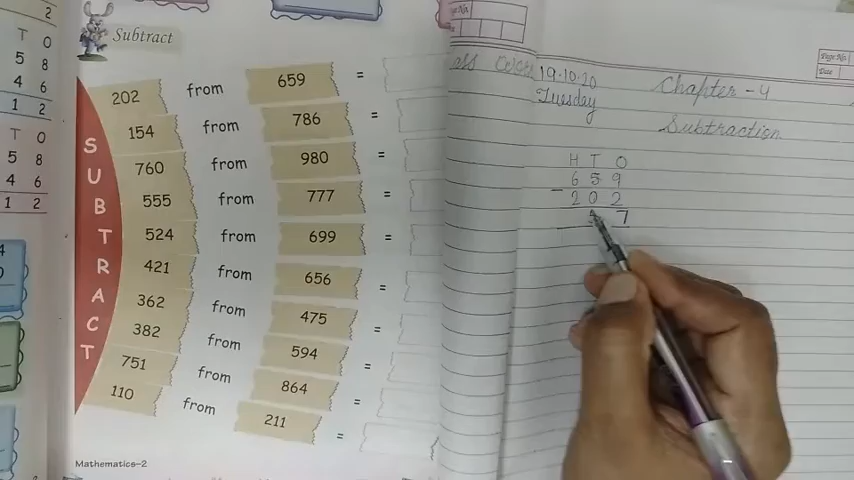 2
T O
5 8
4 6
1 2
T O
5 8
4 6
1 2
Subtract
SUBTRACT
202 from 659 =
154 from 786 =
760 from 980 =
555 from 777 =
524 from 699 =
421 from 656 =
362 from 475 =
382 from 594 =
751 from 864 =
110 from 211 =
Mathematics-2
Page No.
19.10.20
Tuesday
Chapter - 4
Subtraction
H T O
6 5 9
- 2 0 2
7
Page No.
Date